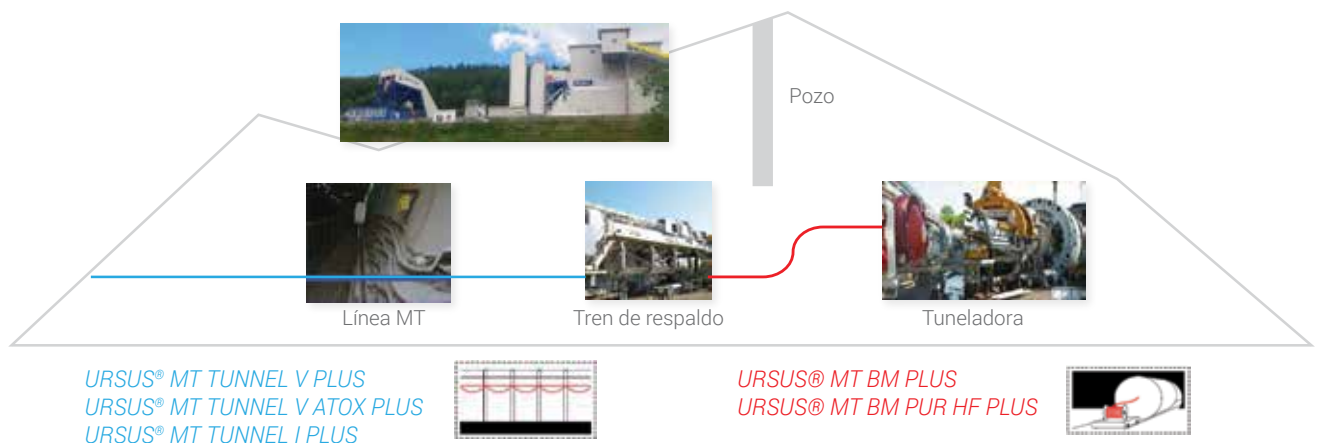 Pozo
Línea MT
Tren de respaldo
Tuneladora
URSUS® MT TUNNEL V PLUS
URSUS® MT TUNNEL V ATOX PLUS
URSUS® MT TUNNEL I PLUS
URSUS® MT BM PLUS
URSUS® MT BM PUR HF PLUS